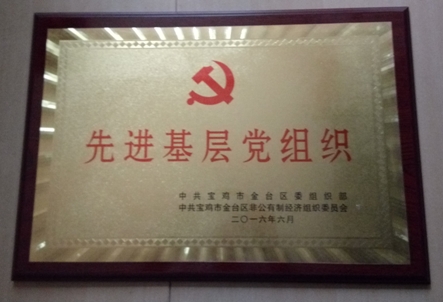 先进基层党组织
中共宝鸡市金台区委组织部
中共宝鸡市金台区非公有制经济组织委员会
二〇一六年六月